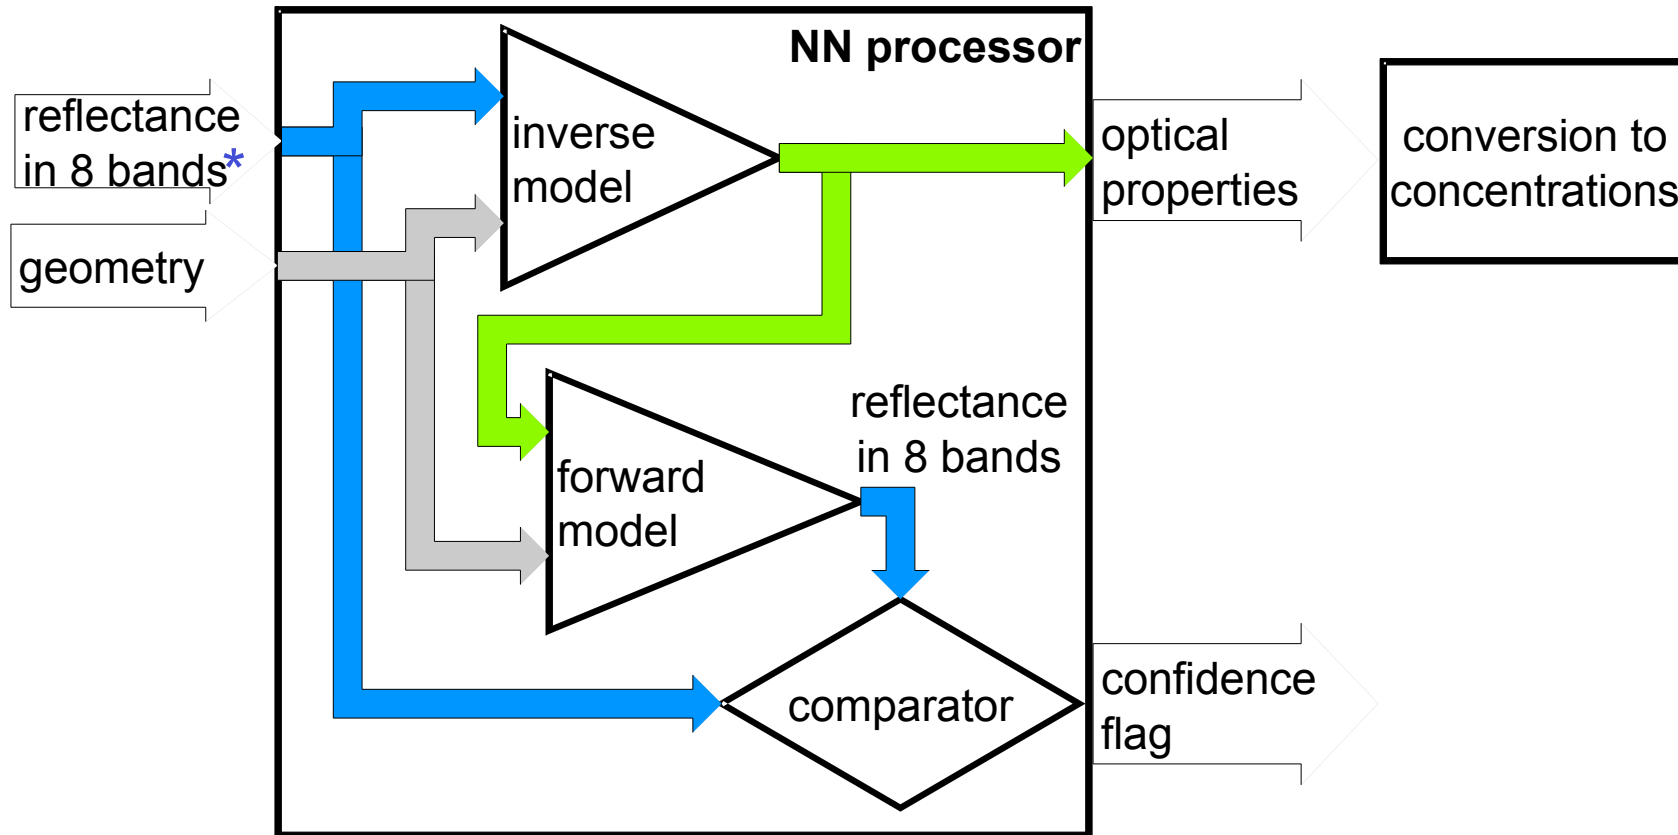 NN processor
reflectance
in 8 bands*
geometry
inverse
model
optical
properties
conversion to
concentrations
reflectance
in 8 bands
forward
model
comparator
confidence
flag